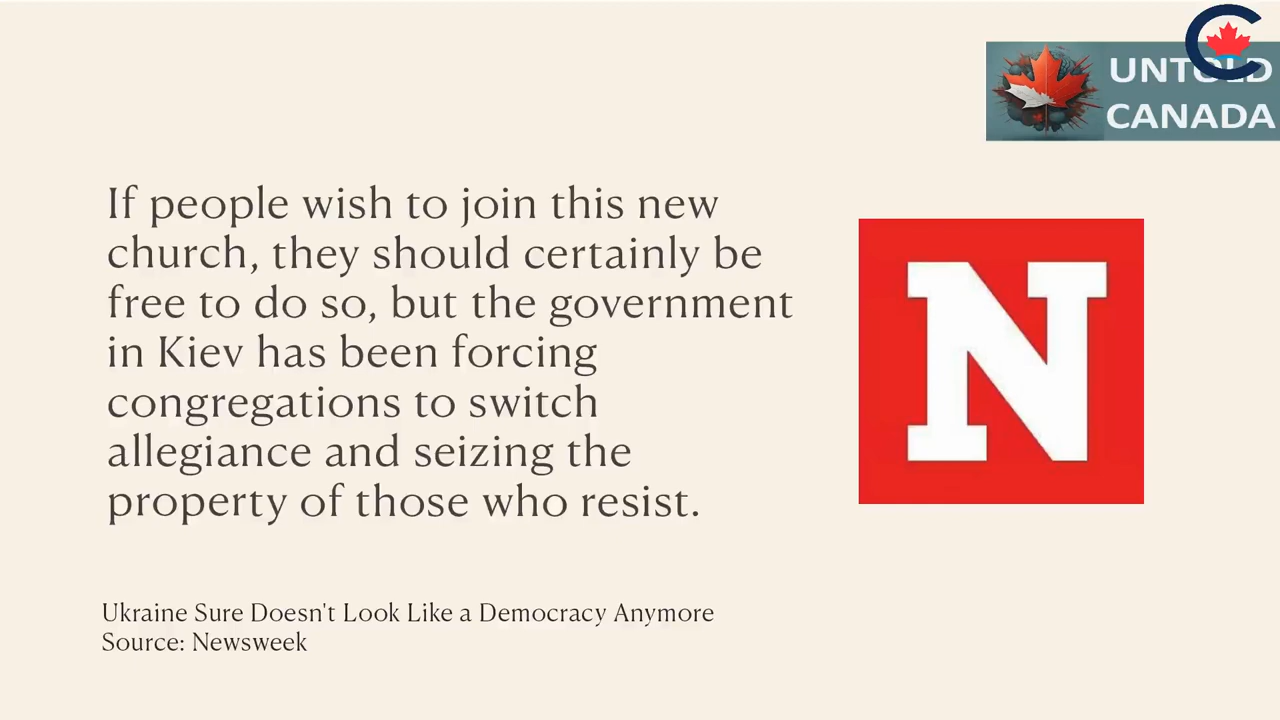 UNTOLD
CANADA
If people wish to join this new
church, they should certainly be
free to do so, but the government
in Kiev has been forcing
congregations to switch
allegiance and seizing the
property of those who resist.
N
Ukraine Sure Doesn't Look Like a Democracy Anymore
Source: Newsweek